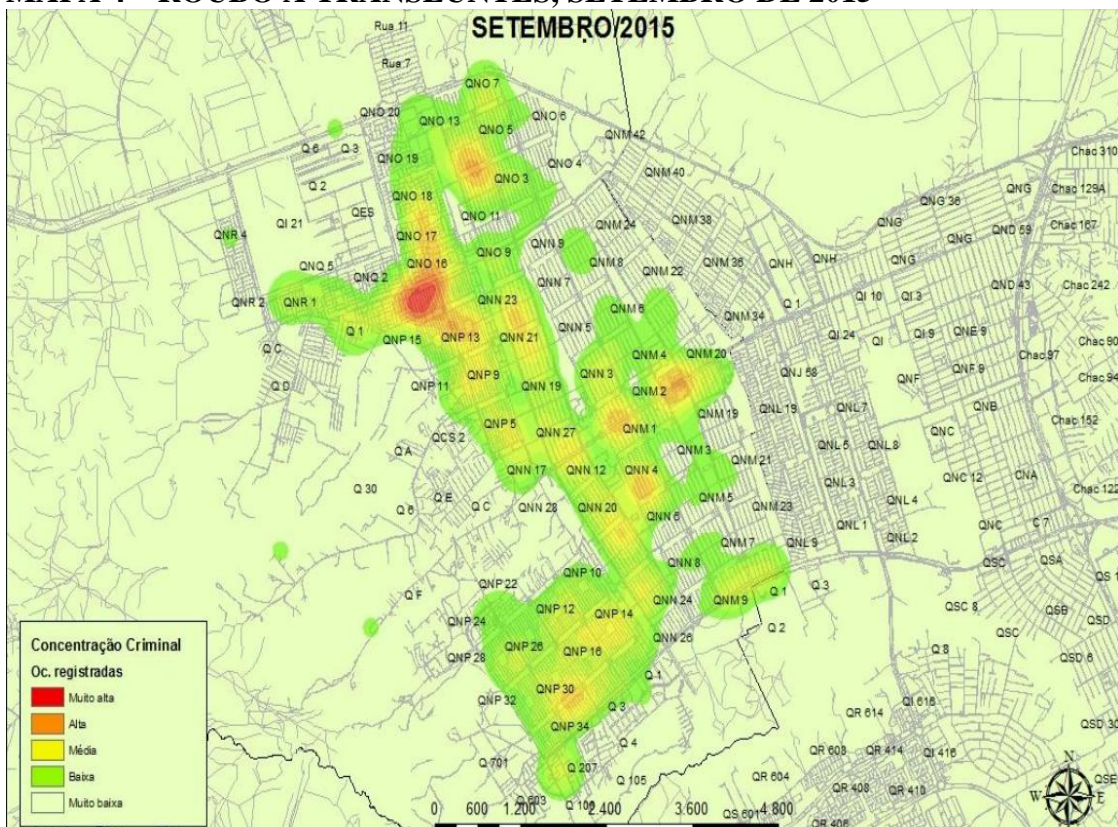 MAPA 4 - ROUBO A TRANSEUNTES, SETEMBRO DE 2015
SETEMBRO/2015
Rua 11
Rua 7
QNO 7
QNO 20
QNO 13
QNO 5
QNO 6
QNM 42
Q 6
Q 3
QNO 19
QNO 3
QNO 4
QNM 40
Chac 310
Q 2
QNO 18
QNG
Chac 129A
QNG 36
QES
QI 21
QNO 11
QNM 24
QNM 38
QNG
QND 59
Chac 167
QNR 4
QNO 17
QNO 9
QNN 9
QNG
QNQ 5
QNQ 2
QNO 16
QNM 8
QNM 22
QNM 36
QNH
QNH
QNN 7
QND 43
Chac 242
QNR 2
QNR 1
QNN 23
QNM 6
QNM 34
Q 1
QI 10
QI 3
Q 1
QNP 15
QNP 13
QNN 21
QNN 5
QI 24
QI
QI 9
QNE 9
Chac 90
Q C
QNM 4
QNM 20
Chac 97
Q D
QNP 11
QNP 9
QNN 19
QNN 3
QNM 2
QNJ 58
QNF
QNF 9
Chac 94
QNL 19
QNL 7
QNB
Chac 152
QCS 2
QNP 5
QNN 27
QNM 1
QNM 19
QNC
Q A
QNM 3
QNM 21
QNL 5
QNL 8
Q 30
QNN 17
QNN 12
QNN 4
QNL 3
QNC 12
CNA
Chac 122
Q E
Q C
QNN 28
QNN 20
QNN 6
QNM 5
QNM 23
QNL 4
Q 6
QNL 1
QNL 2
QNC
C 7
QNM 7
QNL 9
QSC
QSA
QS 1
QNP 22
QNP 10
QNN 8
Q F
QNM 9
Q 1
Q 3
QNP 24
QNP 12
QNP 14
QNN 24
QSC 8
QSB
QSD
QNP 28
QNP 26
QNP 16
QNN 26
Q 2
QSC
Q 8
QSD 6
QNP 32
QNP 30
Q 1
QNP 34
Q 3
QR 614
QI 616
QSD 30
Q 4
QR 603
QR 414
QI 416
Q 701
Q 207
Q 105
QR 604
QR 408
QR 410
QSE
QS 601
QR 406
Concentração Criminal
Oc. registradas
Muito alta
Alta
Média
Baixa
Muito baixa
0 600 1.200 2.400 3.600 4.800
N
W
E